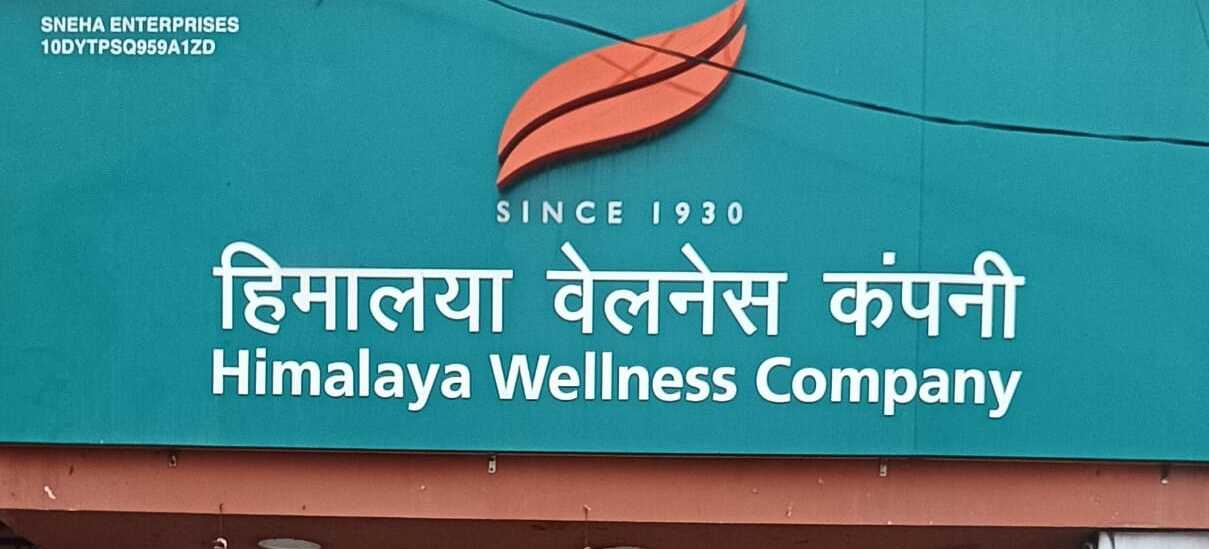 SNEHA ENTERPRISES
10DYTPSQ959A1ZD
SINCE 1930
हिमालया वेलनेस कंपनी
Himalaya Wellness Company